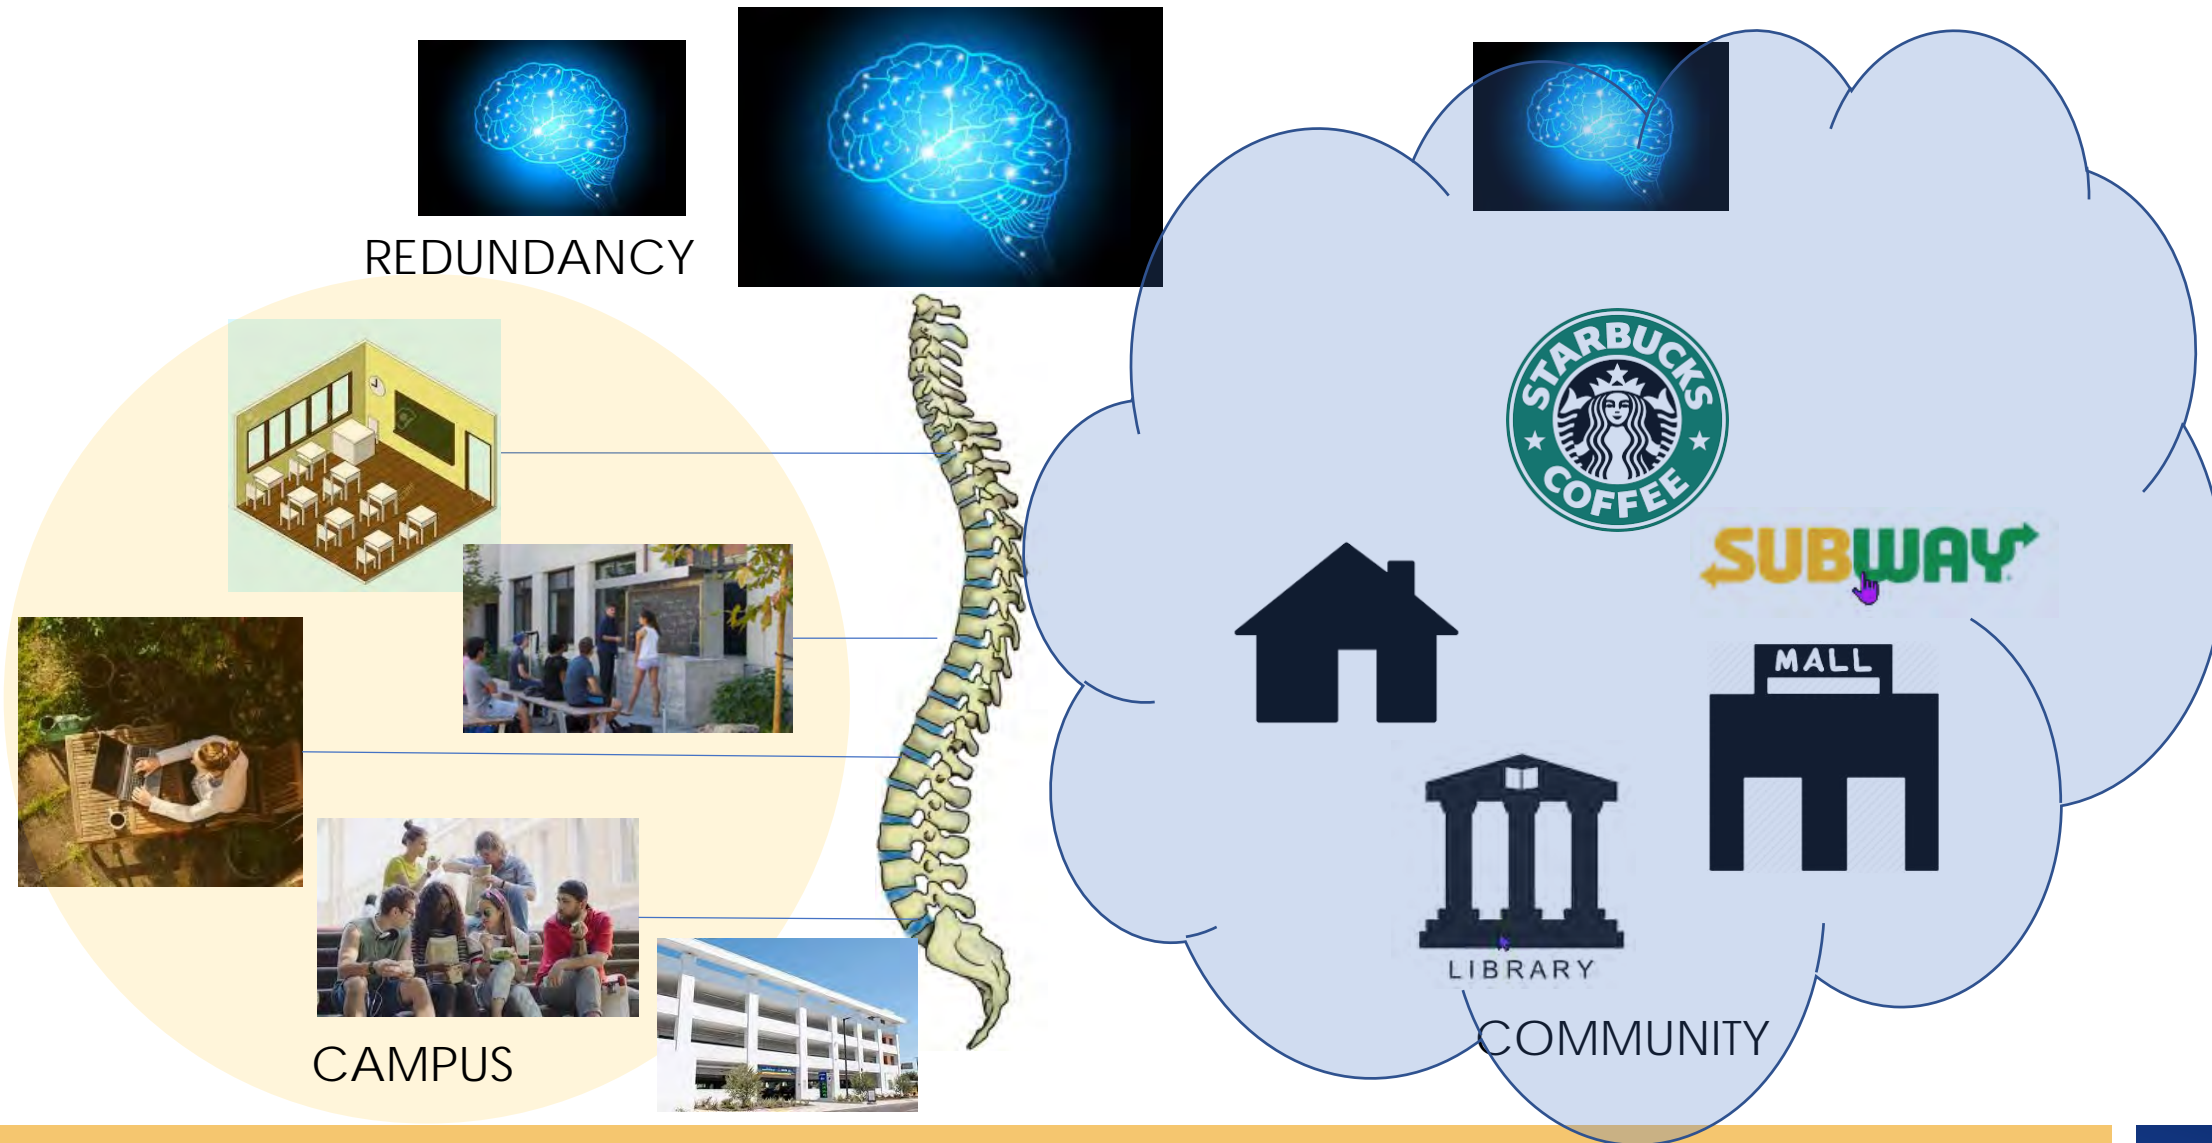 REDUNDANCY
STARBUCKS
COFFEE
SUBWAY
MALL
LIBRARY
CAMPUS
COMMUNITY